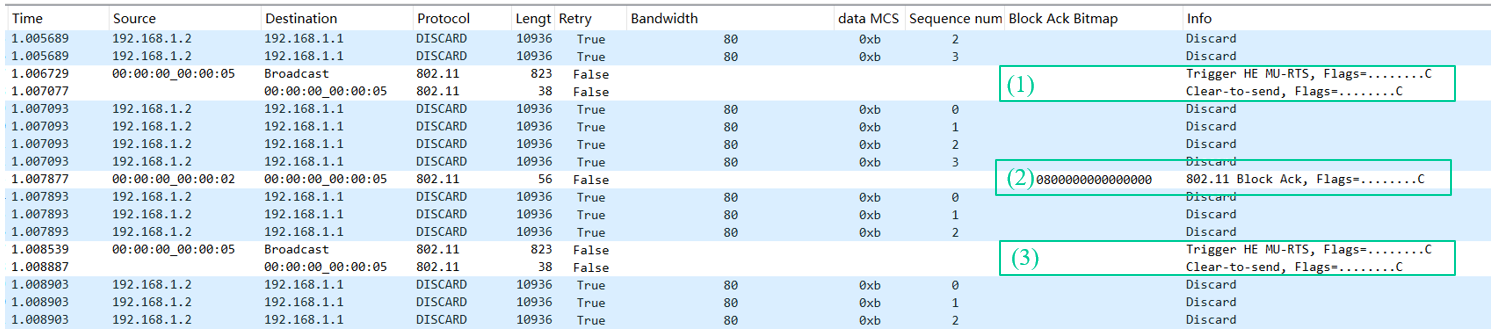 Time Source Destination Protocol Lengt Retry Bandwidth data MCS Sequence num Block Ack Bitmap Info
1.005689 192.168.1.2 192.168.1.1 DISCARD 10936 True 80 0xb 2 Discard
1.005689 192.168.1.2 192.168.1.1 DISCARD 10936 True 80 0xb 3 Discard
1.006729 00:00:00_00:00:05 Broadcast 802.11 823 False (1) Trigger HE MU-RTS, Flags=........C
1.007077 00:00:00_00:00:05 802.11 38 False Clear-to-send, Flags=........C
1.007093 192.168.1.2 192.168.1.1 DISCARD 10936 True 80 0xb 0 Discard
1.007093 192.168.1.2 192.168.1.1 DISCARD 10936 True 80 0xb 1 Discard
1.007093 192.168.1.2 192.168.1.1 DISCARD 10936 True 80 0xb 2 Discard
1.007093 192.168.1.2 192.168.1.1 DISCARD 10936 True 80 0xb 3 Discard
1.007877 00:00:00_00:00:02 00:00:00_00:00:05 802.11 56 False (2) 0800000000000000 802.11 Block Ack, Flags=........C
1.007893 192.168.1.2 192.168.1.1 DISCARD 10936 True 80 0xb 0 Discard
1.007893 192.168.1.2 192.168.1.1 DISCARD 10936 True 80 0xb 1 Discard
1.007893 192.168.1.2 192.168.1.1 DISCARD 10936 True 80 0xb 2 Discard
1.008539 00:00:00_00:00:05 Broadcast 802.11 823 False (3) Trigger HE MU-RTS, Flags=........C
1.008887 00:00:00_00:00:05 802.11 38 False Clear-to-send, Flags=........C
1.008903 192.168.1.2 192.168.1.1 DISCARD 10936 True 80 0xb 0 Discard
1.008903 192.168.1.2 192.168.1.1 DISCARD 10936 True 80 0xb 1 Discard
1.008903 192.168.1.2 192.168.1.1 DISCARD 10936 True 80 0xb 2 Discard